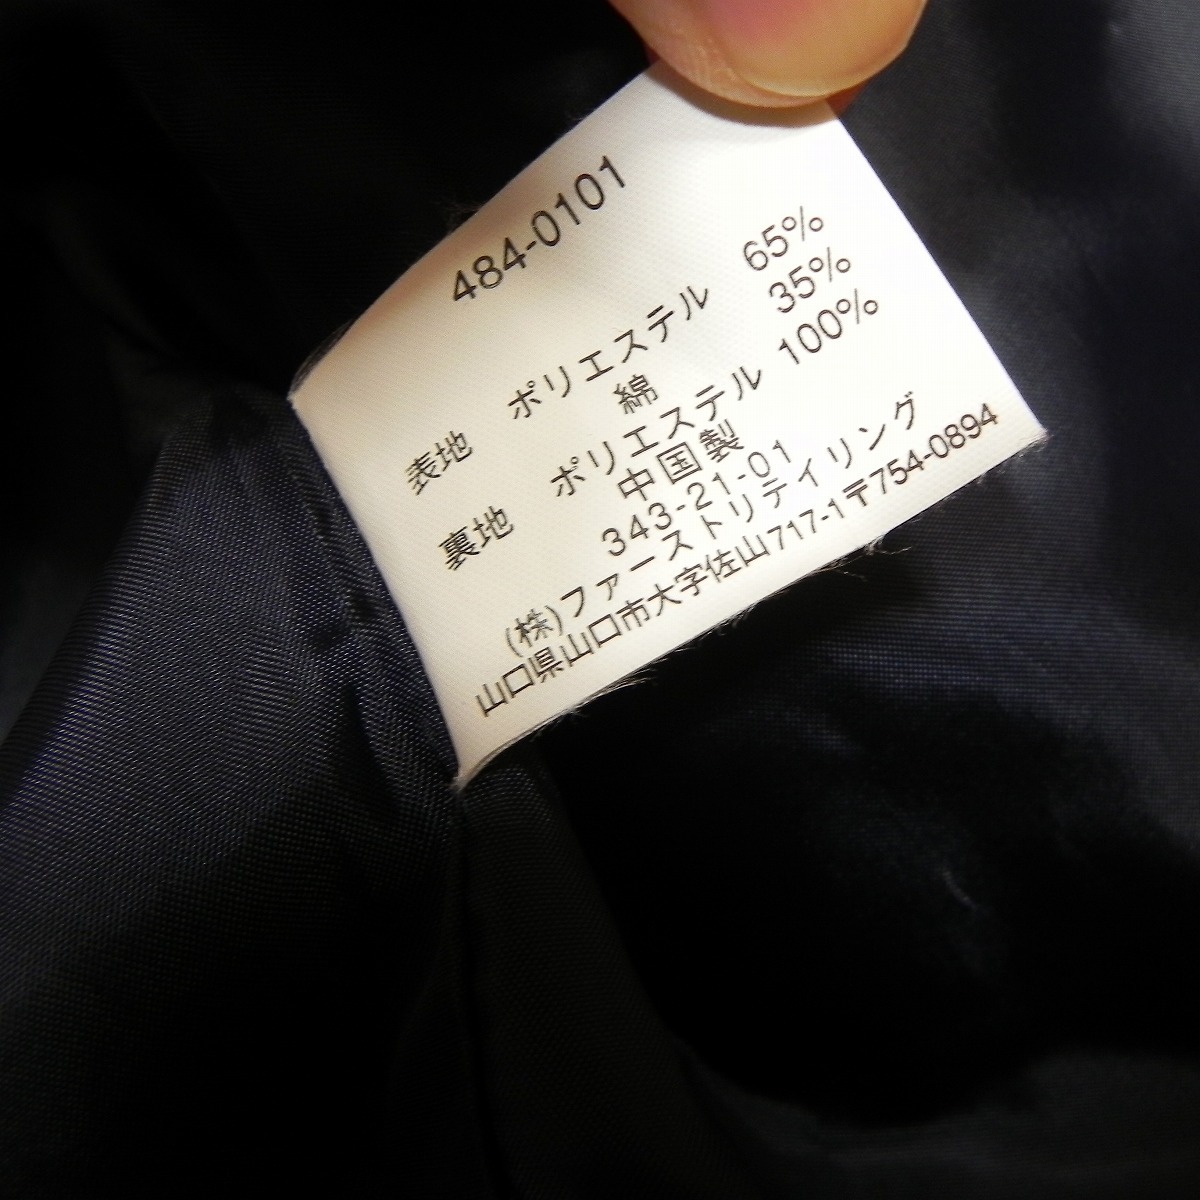 484-0101
表地 ポリエステル 65%
綿 35%
裏地 ポリエステル 100%
中国製
343-21-01
(株)ファーストリテイリング
山口県山口市大字佐山717-1〒754-0894